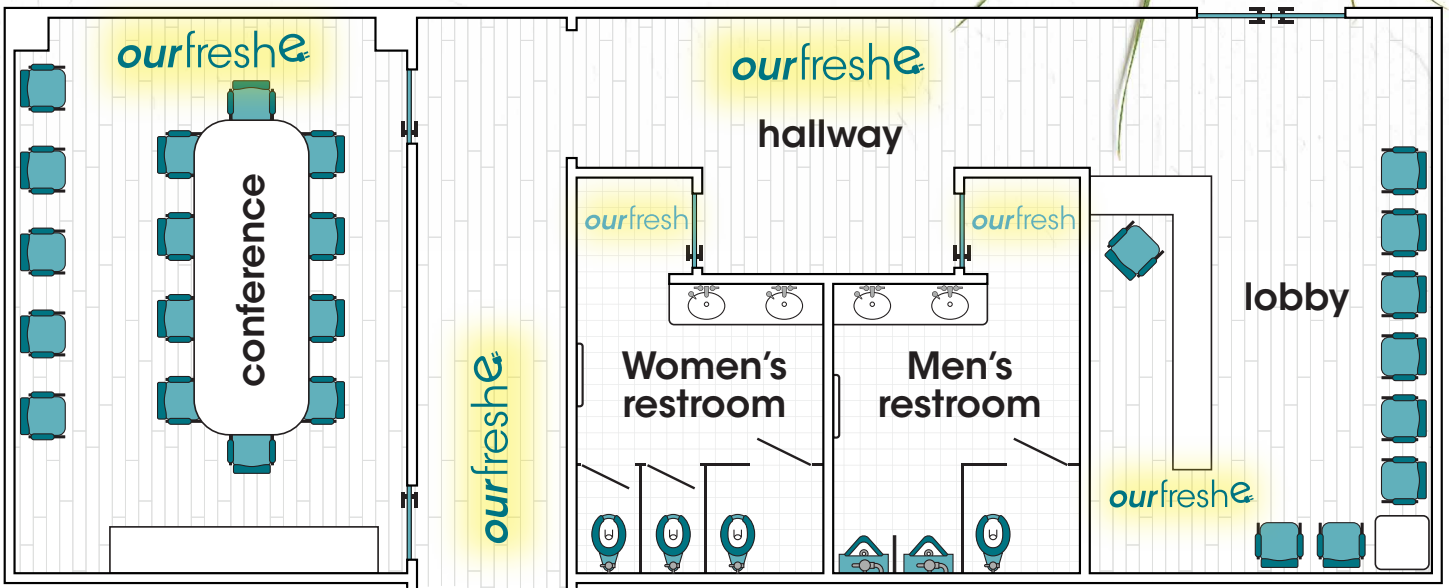 ourfreshe
ourfreshe
hallway
conference
ourfresh
ourfresh
lobby
Women's
restroom
Men's
restroom
ourfreshe
ourfreshe